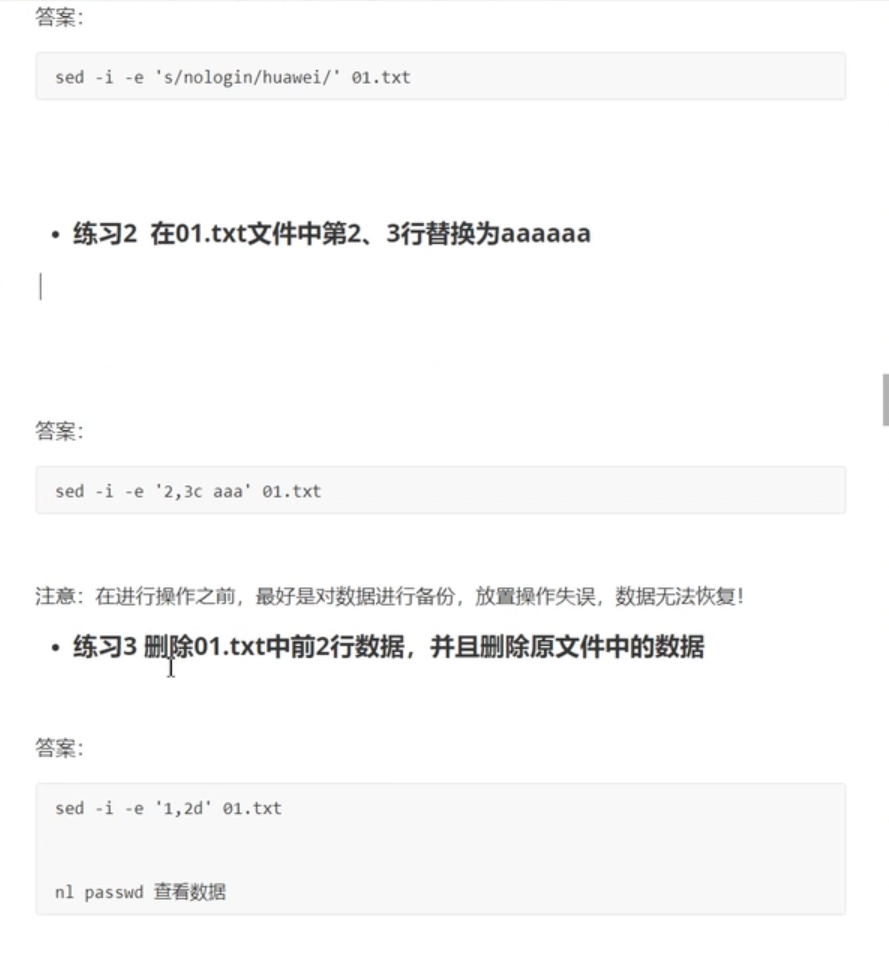 答案：
sed -i -e 's/nologin/huawei/' 01.txt
• 练习2 在01.txt文件中第2、3行替换为aaaaaa
答案：
sed -i -e '2,3c aaa' 01.txt
注意：在进行操作之前，最好是对数据进行备份，放置操作失误，数据无法恢复！
• 练习3 删除01.txt中前2行数据，并且删除原文件中的数据
答案：
sed -i -e '1,2d' 01.txt
nl passwd 查看数据